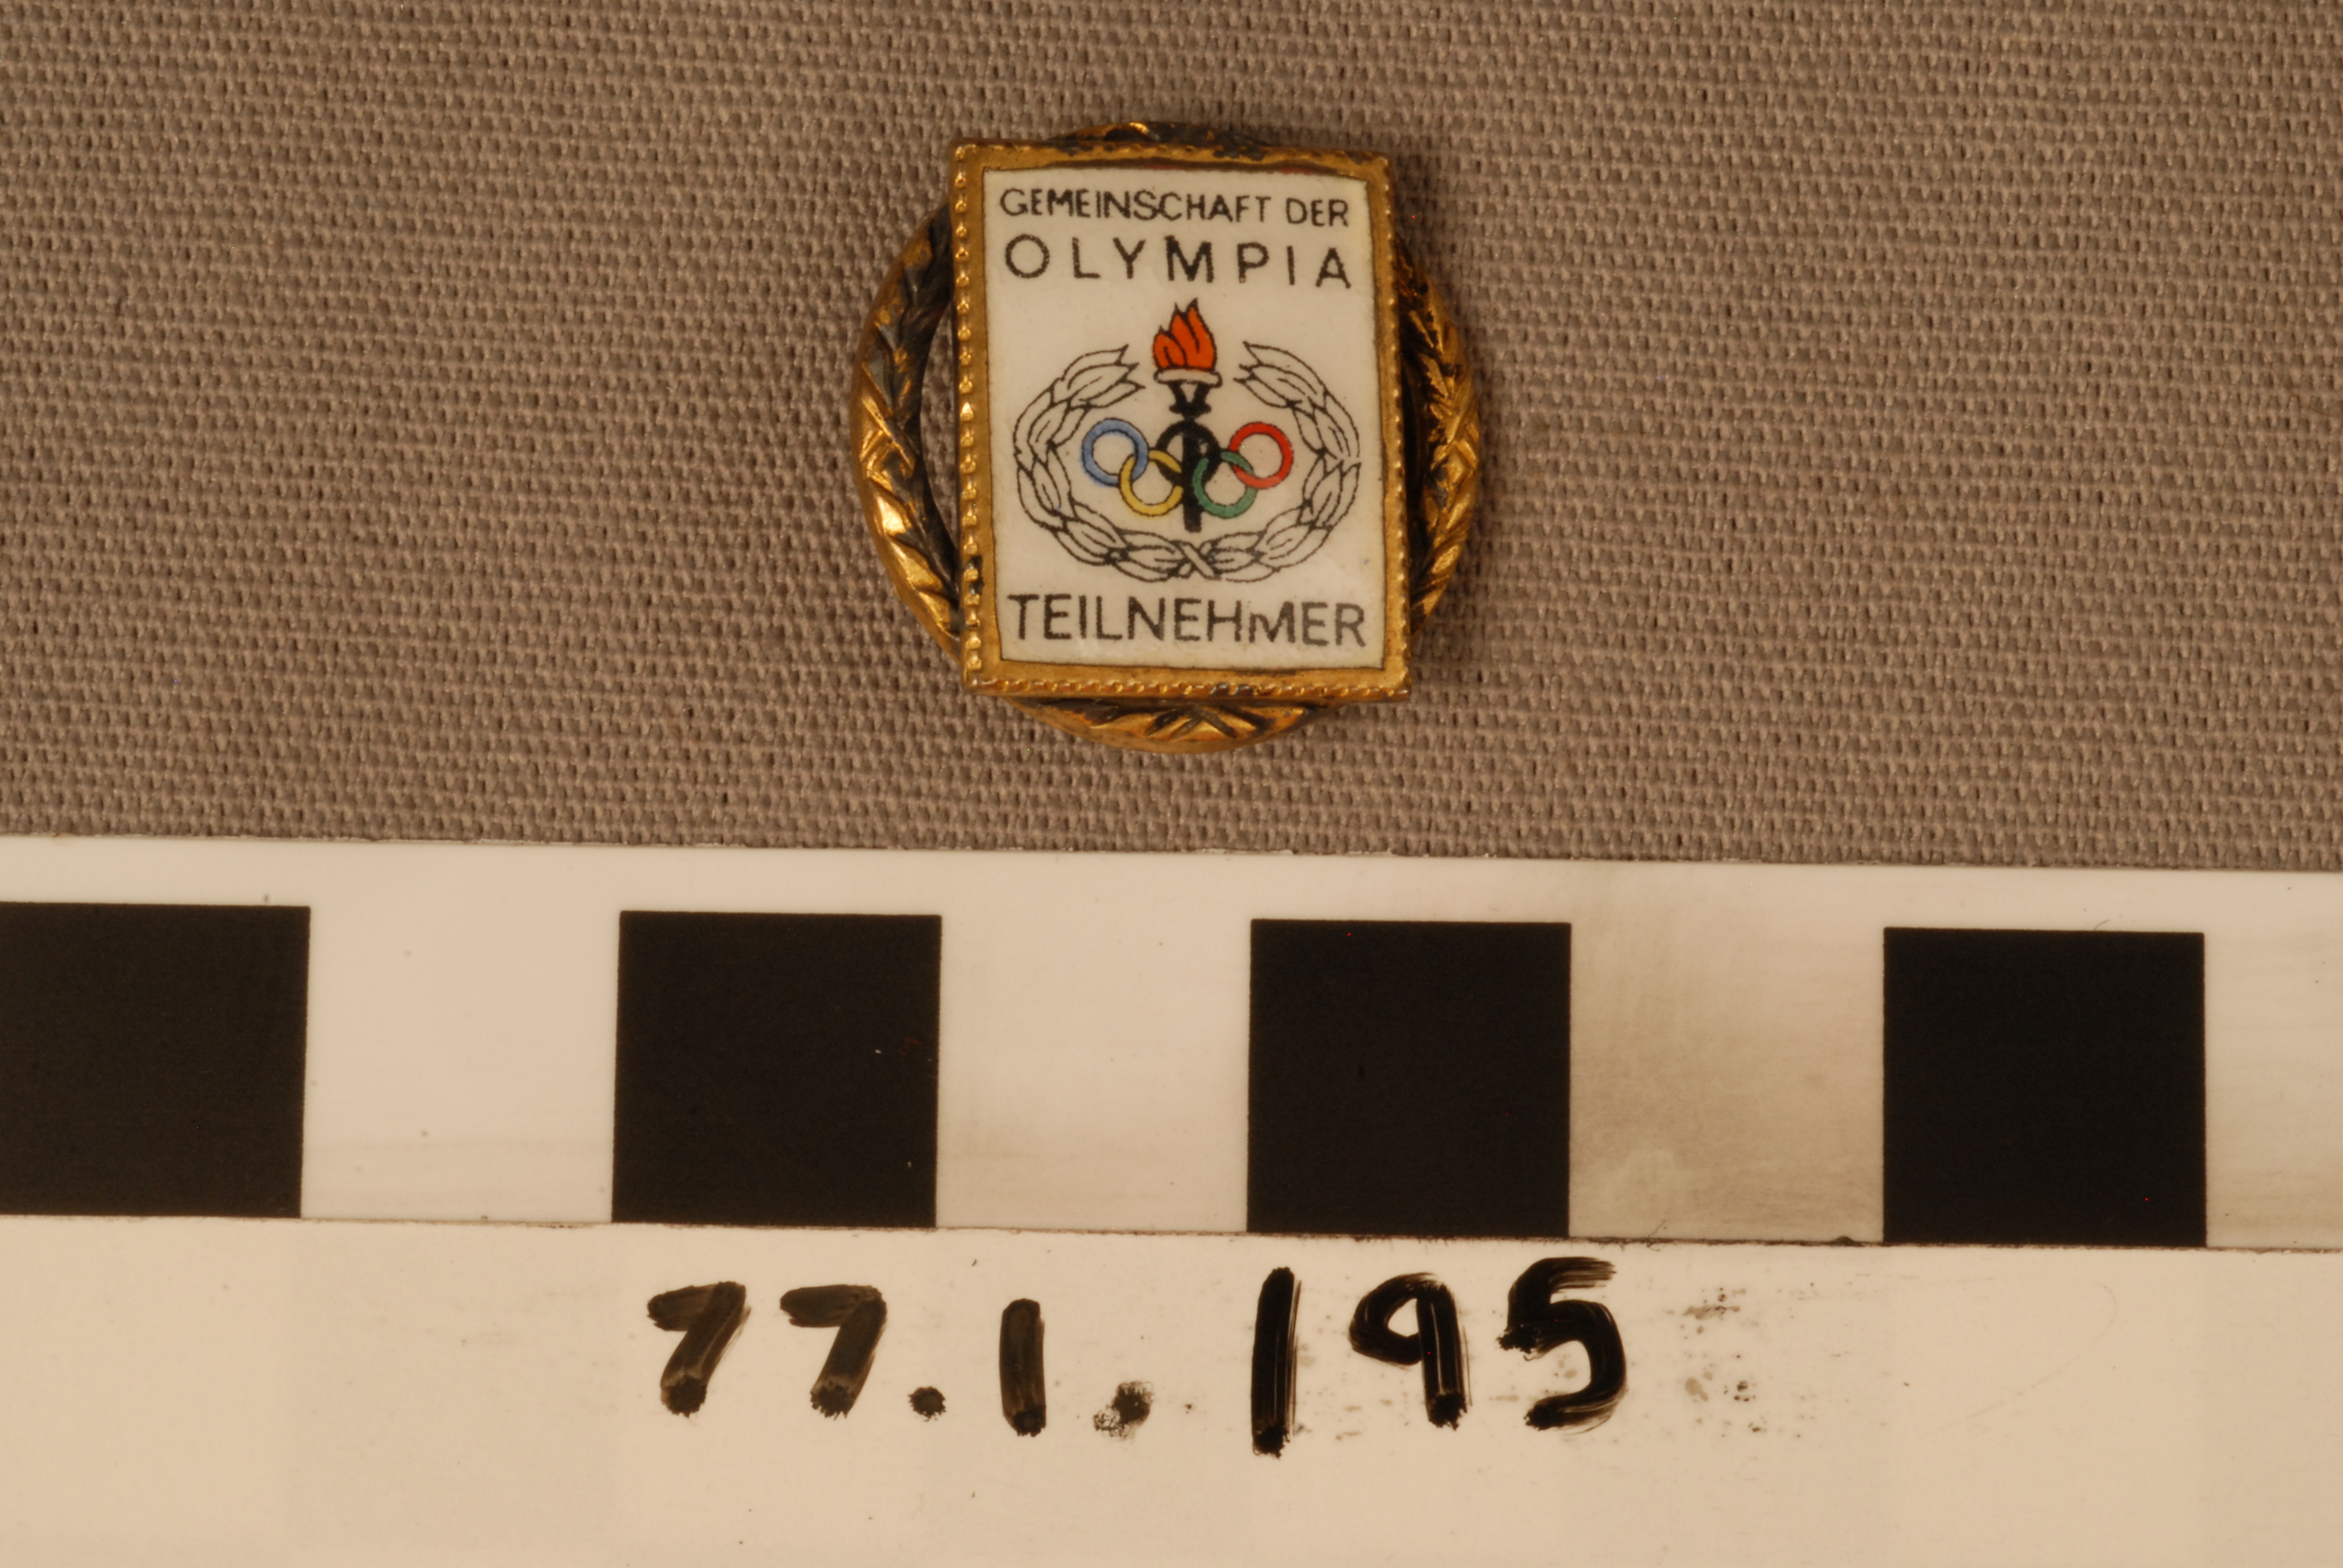 GEMEINSCHAFT DER
OLYMPIA
TEILNEHMER
77.1.195